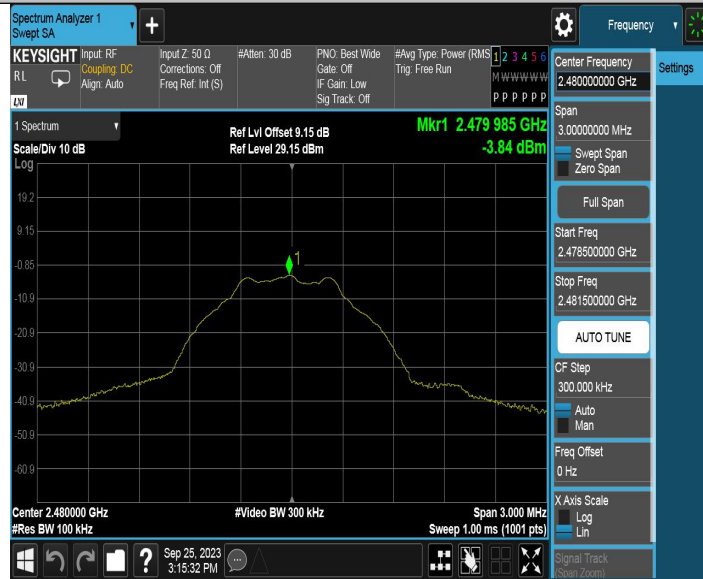 Spectrum Analyzer 1
Swept SA
+
Frequency
KEYSIGHT
RL
LXI
Input: RF
Coupling: DC
Align: Auto
Input Z: 50 Ω
Corrections: Off
Freq Ref: Int (S)
#Atten: 30 dB
PNO: Best Wide
Gate: Off
IF Gain: Low
Sig Track: Off
#Avg Type: Power (RMS
Trig: Free Run
1 2 3 4 5 6
M W W W W W
P P P P P P
Center Frequency
2.480000000 GHz
Settings
Span
3.00000000 MHz
Swept Span
Zero Span
Full Span
Start Freq
2.478500000 GHz
Stop Freq
2.481500000 GHz
AUTO TUNE
CF Step
300.000 kHz
Auto
Man
Freq Offset
0 Hz
X Axis Scale
Log
Lin
Signal Track
(Span Zoom)
1 Spectrum
Scale/Div 10 dB
Log
Ref Lvl Offset 9.15 dB
Ref Level 29.15 dBm
Mkr1 2.479 985 GHz
-3.84 dBm
19.2
9.15
-0.85
-10.9
-20.9
-30.9
-40.9
-50.9
-60.9
1
Center 2.480000 GHz
#Res BW 100 kHz
#Video BW 300 kHz
Span 3.000 MHz
Sweep 1.00 ms (1001 pts)
?
Sep 25, 2023
3:15:32 PM